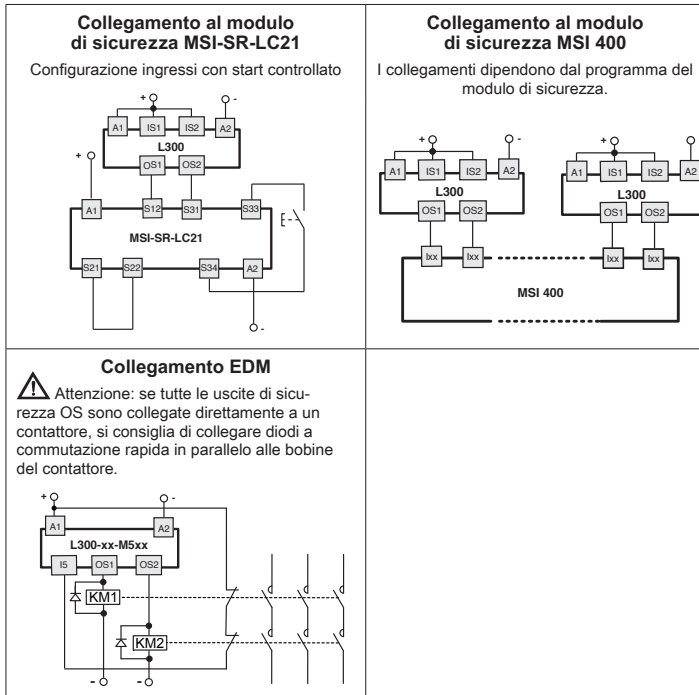 Collegamento al modulo
di sicurezza MSI-SR-LC21
Configurazione ingressi con start controllato
+ -
A1 IS1 IS2 A2
L300
OS1 OS2
+
A1 S12 S31 S33
MSI-SR-LC21
S21 S22 S34 A2
-
Collegamento al modulo
di sicurezza MSI 400
I collegamenti dipendono dal programma del
modulo di sicurezza.
+ - +
A1 IS1 IS2 A2 A1 IS1 IS2 A2
L300 L300
OS1 OS2 OS1 OS2
Ixx Ixx Ixx Ixx
MSI 400
Collegamento EDM
Attenzione: se tutte le uscite di sicu-
rezza OS sono collegate direttamente a un
contattore, si consiglia di collegare diodi a
commutazione rapida in parallelo alle bobine
del contattore.
+ -
A1 A2
L300-xx-M5xx
I5 OS1 OS2
KM1
KM2
- -